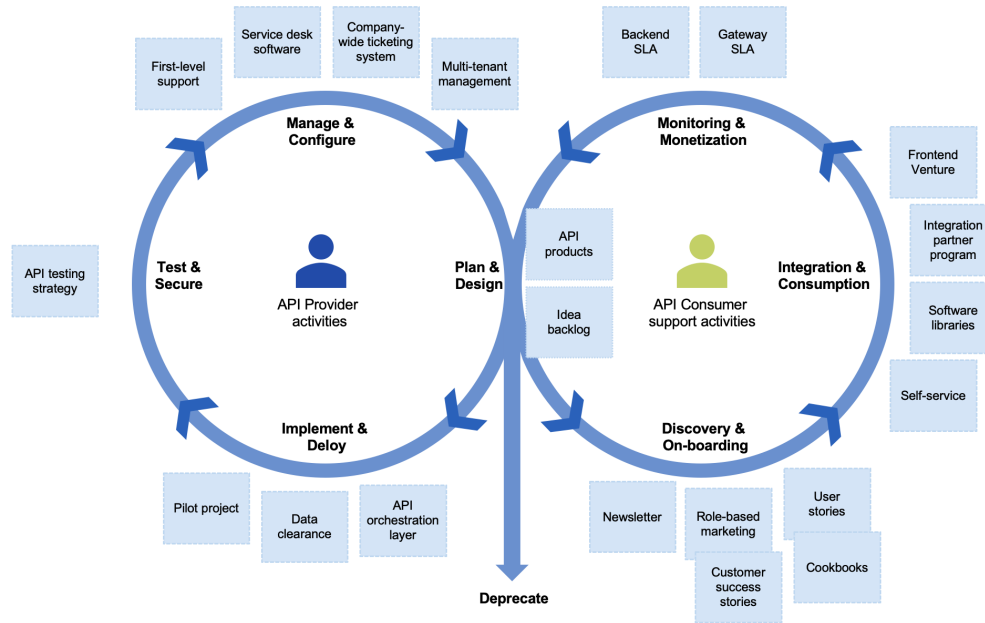 Service desk
software
Company-
wide ticketing
system
Backend
SLA
Gateway
SLA
First-level
support
Multi-tenant
management
Manage &
Configure
Monitoring &
Monetization
Frontend
Venture
API testing
strategy
Test &
Secure
API Provider
activities
Plan &
Design
API
products
Idea
backlog
API Consumer
support activities
Integration &
Consumption
Integration
partner
program
Software
libraries
Self-service
Implement &
Deloy
Discovery &
On-boarding
Pilot project
Data
clearance
API
orchestration
layer
Newsletter
Role-based
marketing
User
stories
Customer
success
stories
Cookbooks
Deprecate